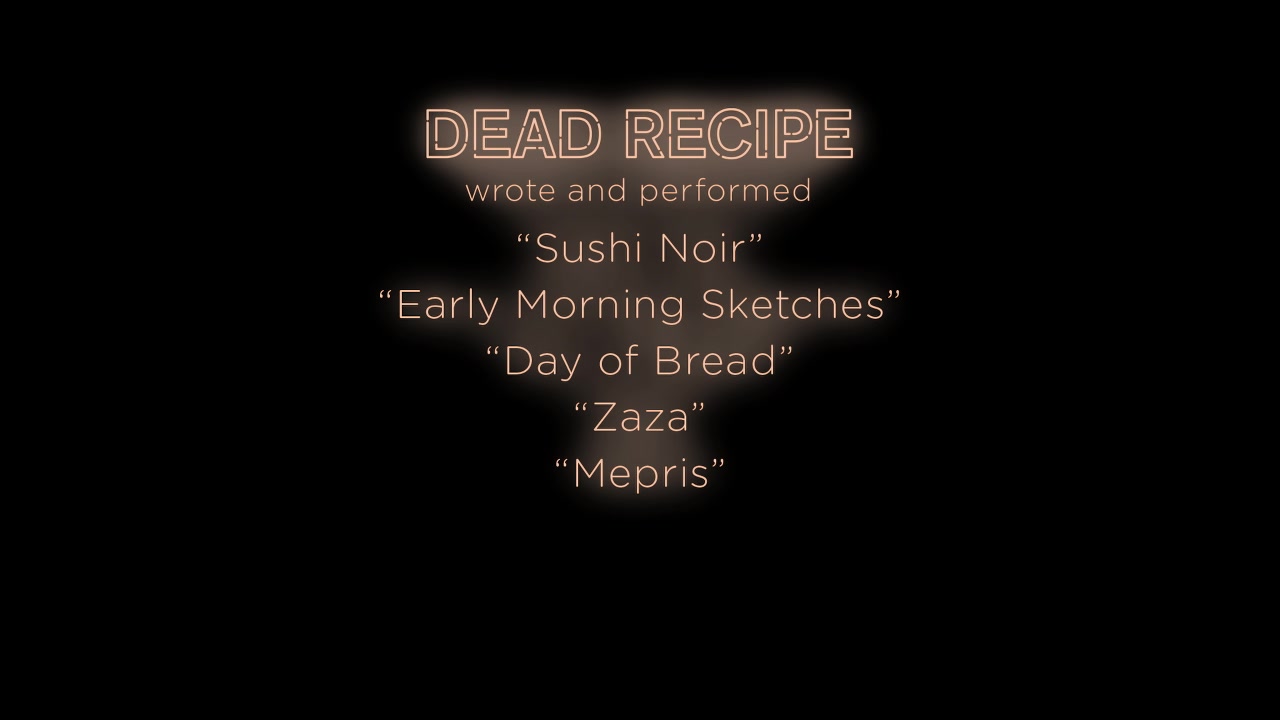 DEAD RECIPE
wrote and performed
“Sushi Noir”
“Early Morning Sketches”
“Day of Bread”
“Zaza”
“Mepris”